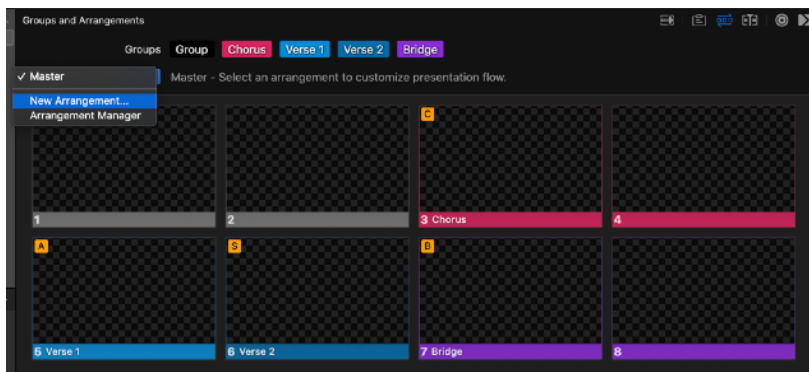 Groups and Arrangements
Groups Group Chorus Verse 1 Verse 2 Bridge
✓ Master
Master - Select an arrangement to customize presentation flow.
New Arrangement...
Arrangement Manager
C
1
2
3 Chorus
4
A
S
B
5 Verse 1
6 Verse 2
7 Bridge
8